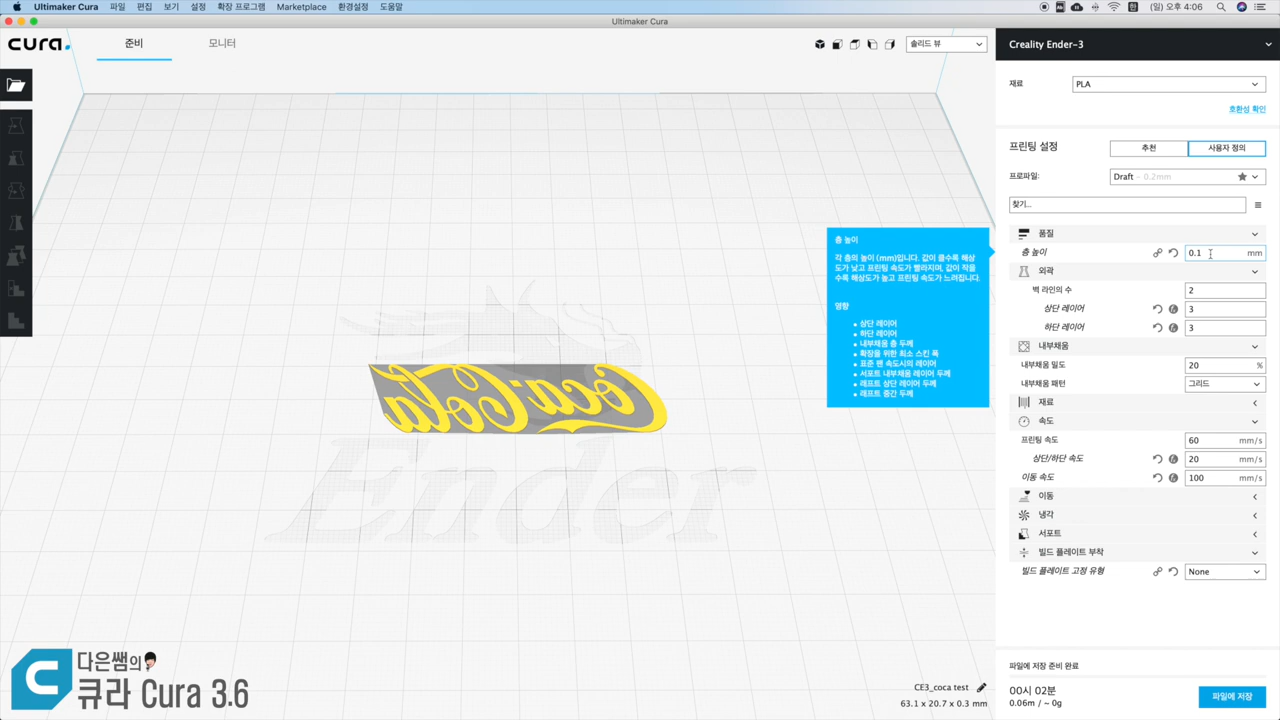 Ultimaker Cura 파일 편집 보기 설정 확장 프로그램 Marketplace 환경설정 도움말
(일) 오후 4:06
Ultimaker Cura
cura.
준비 모니터
솔리드 뷰
Creality Ender-3
재료 PLA
호환성 확인
프린팅 설정 추천 사용자 정의
프로파일: Draft - 0.2mm
찾기...
품질
층 높이 0.1 mm
외곽
벽 라인의 수 2
상단 레이어 3
하단 레이어 3
내부채움
내부채움 밀도 20 %
내부채움 패턴 그리드
재료
속도
프린팅 속도 60 mm/s
상단/하단 속도 20 mm/s
이동 속도 100 mm/s
이동
냉각
서포트
빌드 플레이트 부착
빌드 플레이트 고정 유형 None
층 높이
각 층의 높이 (mm)입니다. 값이 클수록 해상
도가 낮고 프린팅 속도가 빨라지며, 값이 작을
수록 해상도가 높고 프린팅 속도가 느려집니다.
영향
상단 레이어
하단 레이어
내부채움 층 두께
확장을 위한 최소 스킨 폭
표준 팬 속도시의 레이어
서포트 내부채움 레이어 두께
래프트 상단 레이어 두께
래프트 중간 두께
Coca Cola
Ender
다은쌤의
큐라 Cura 3.6
CE3_coca test
63.1 x 20.7 x 0.3 mm
파일에 저장 준비 완료
00시 02분
0.06m / ~ 0g
파일에 저장